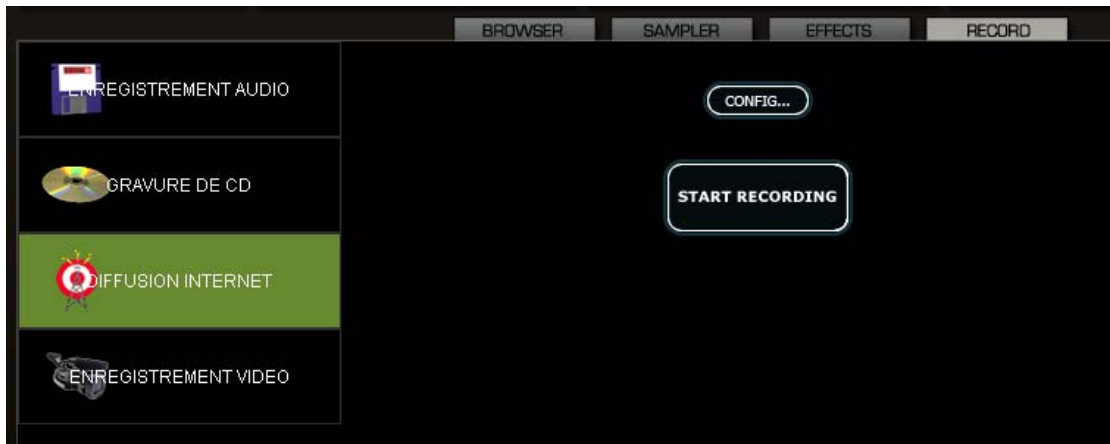 BROWSER SAMPLER EFFECTS RECORD
ENREGISTREMENT AUDIO
CONFIG...
GRAVURE DE CD
START RECORDING
DIFFUSION INTERNET
ENREGISTREMENT VIDEO